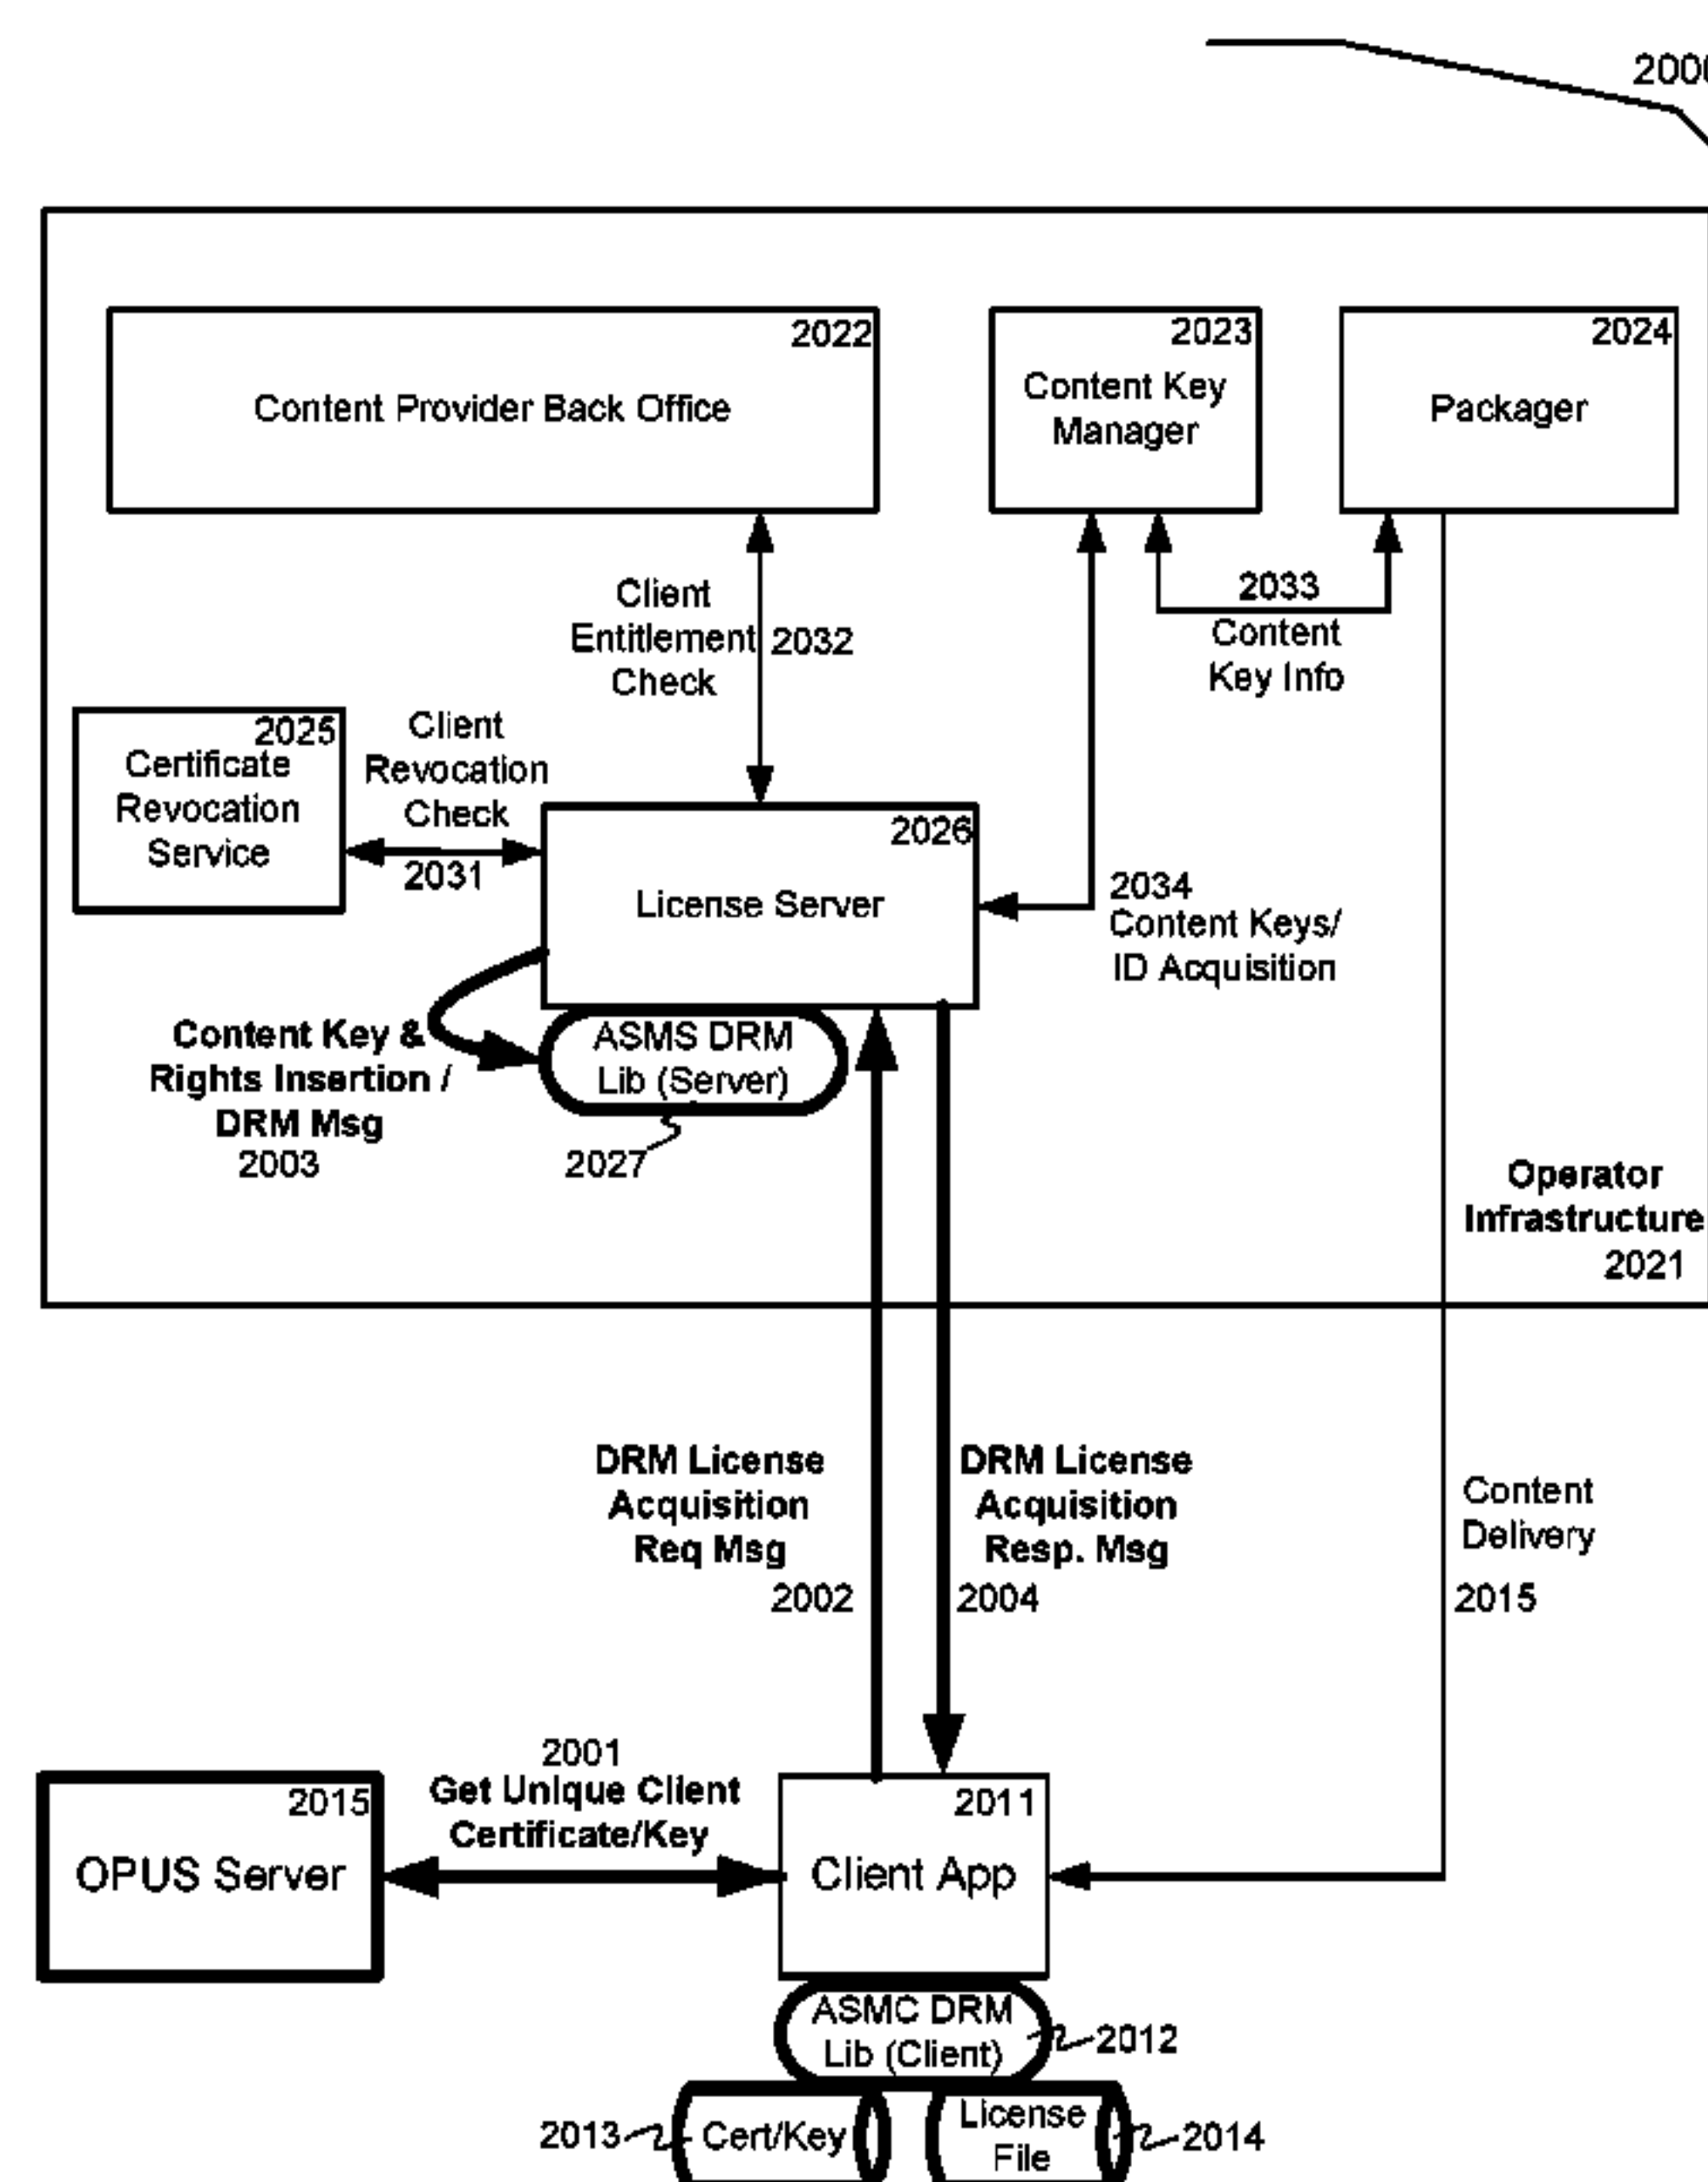 2000
2022
Content Provider Back Office
2023
Content Key
Manager
2024
Packager
Client
Entitlement
Check
2032
2033
Content
Key Info
2025
Certificate
Revocation
Service
Client
Revocation
Check
2031
2026
License Server
2034
Content Keys/
ID Acquisition
Content Key &
Rights Insertion /
DRM Msg
2003
ASMS DRM
Lib (Server)
2027
Operator
Infrastructure
2021
DRM License
Acquisition
Req Msg
2002
DRM License
Acquisition
Resp. Msg
2004
Content
Delivery
2015
2015
OPUS Server
2001
Get Unique Client
Certificate/Key
2011
Client App
ASMC DRM
Lib (Client)
2012
2013
Cert/Key
License
File
2014